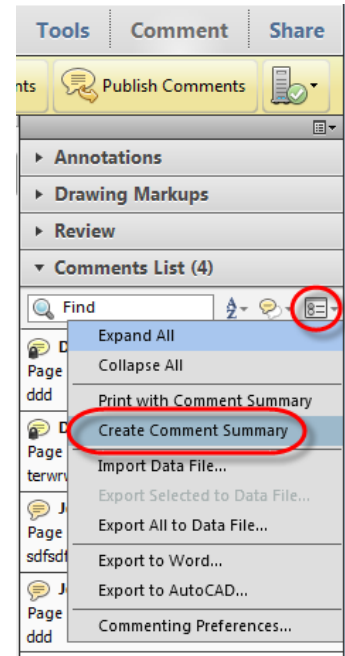 Tools Comment Share
nts Publish Comments
Annotations
Drawing Markups
Review
Comments List (4)
Find
Expand All
Collapse All
Print with Comment Summary
Create Comment Summary
Import Data File...
Export Selected to Data File...
Export All to Data File...
Export to Word...
Export to AutoCAD...
Commenting Preferences...
D
Page
ddd
D
Page
terwr
J
Page
sdfsdf
J
Page
ddd